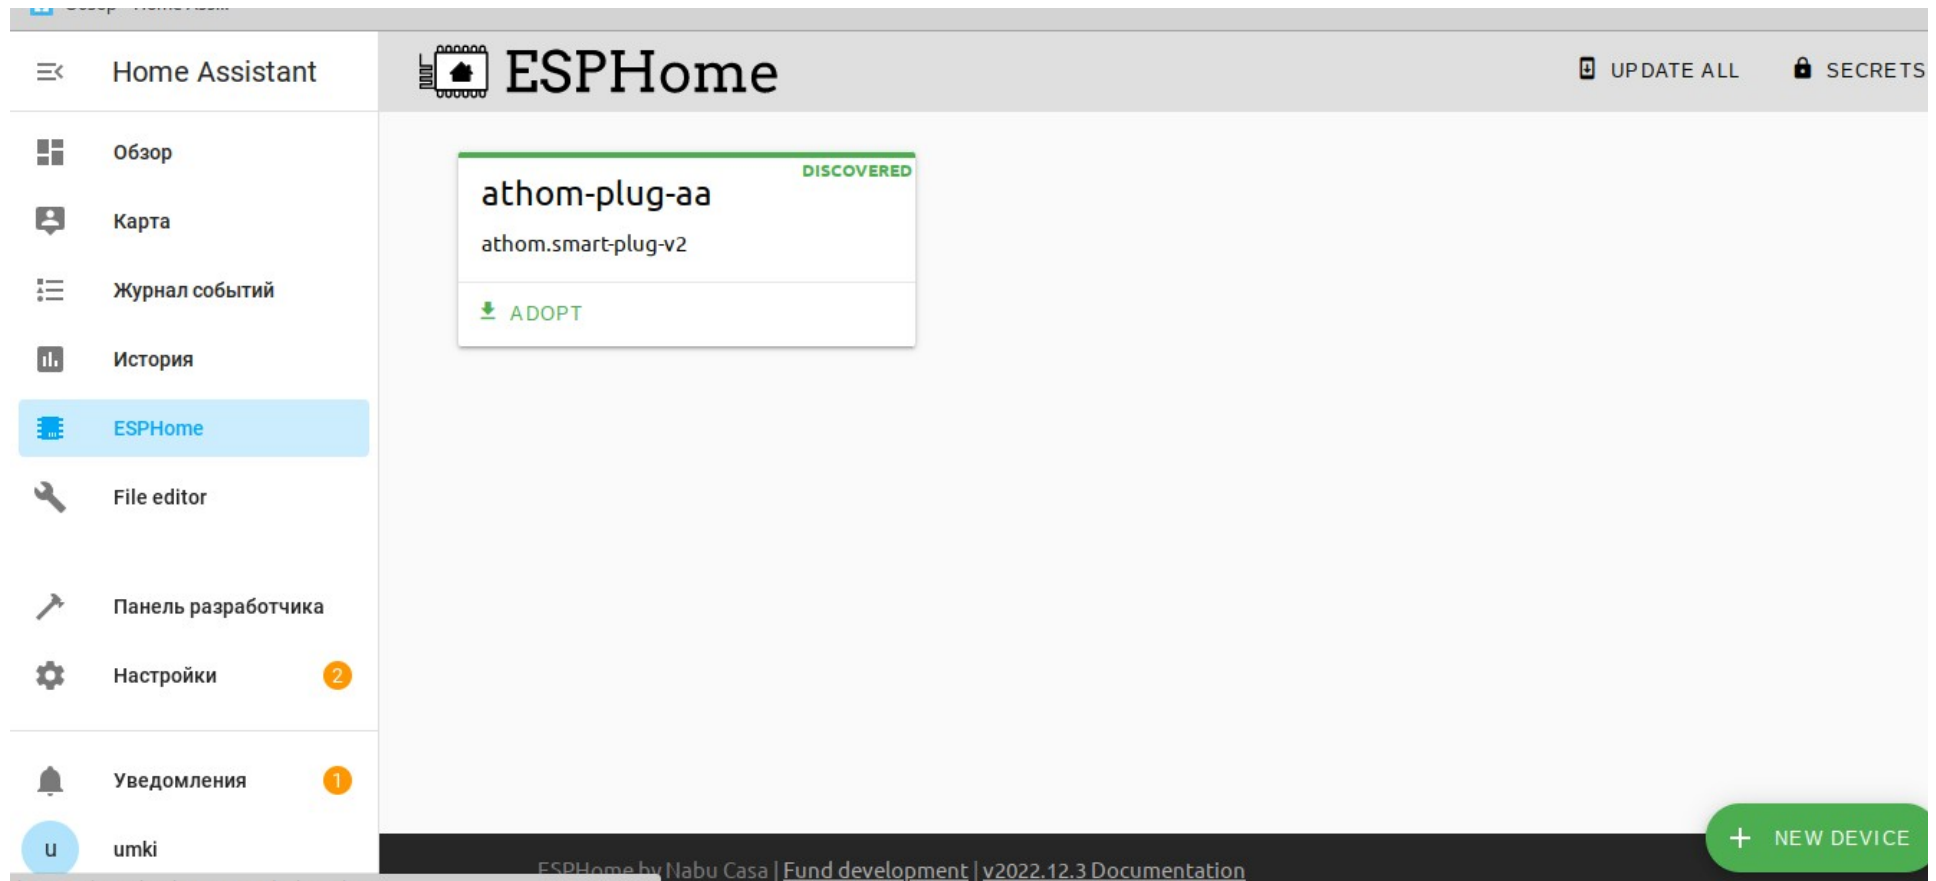 Home Assistant
Обзор
Карта
Журнал событий
История
ESPHome
File editor
Панель разработчика
Настройки 2
Уведомления 1
u umki
ESPHome
UPDATE ALL
SECRETS
DISCOVERED
athom-plug-aa
athom.smart-plug-v2
ADOPT
NEW DEVICE
ESPHome by Nabu Casa | Fund development | v2022.12.3 Documentation